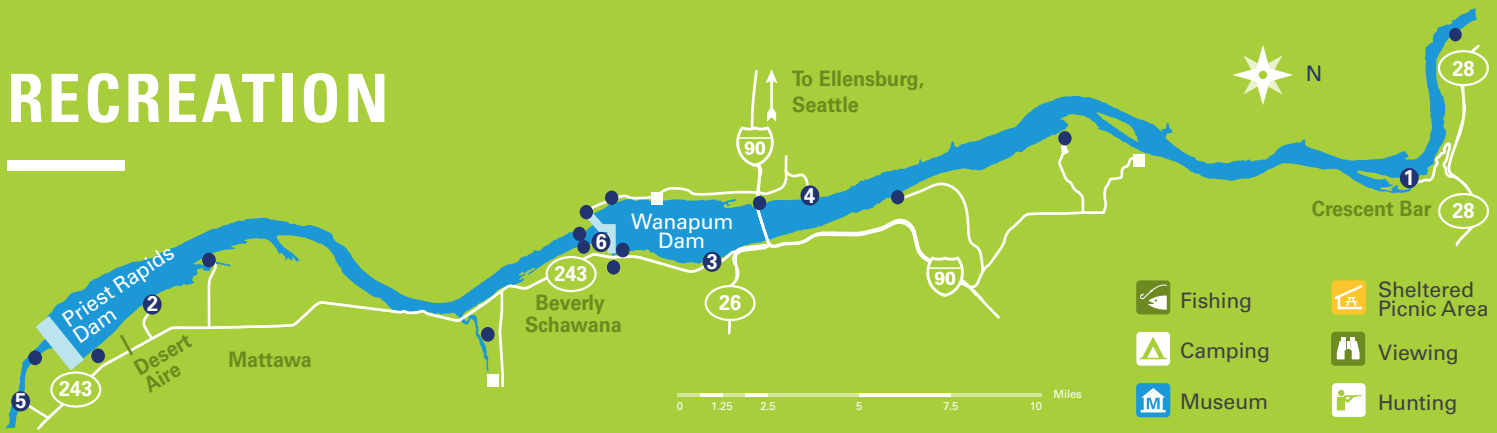 RECREATION
To Ellensburg,
Seattle
90
N
28
4
1
Crescent Bar
28
Wanapum
Dam
6
3
243
90
26
Beverly
Schawana
Priest Rapids
Dam
2
Desert
Aire
Mattawa
243
5
Miles
0 1.25 2.5 5 7.5 10
Fishing
Sheltered
Picnic Area
Camping
Viewing
M
Museum
Hunting